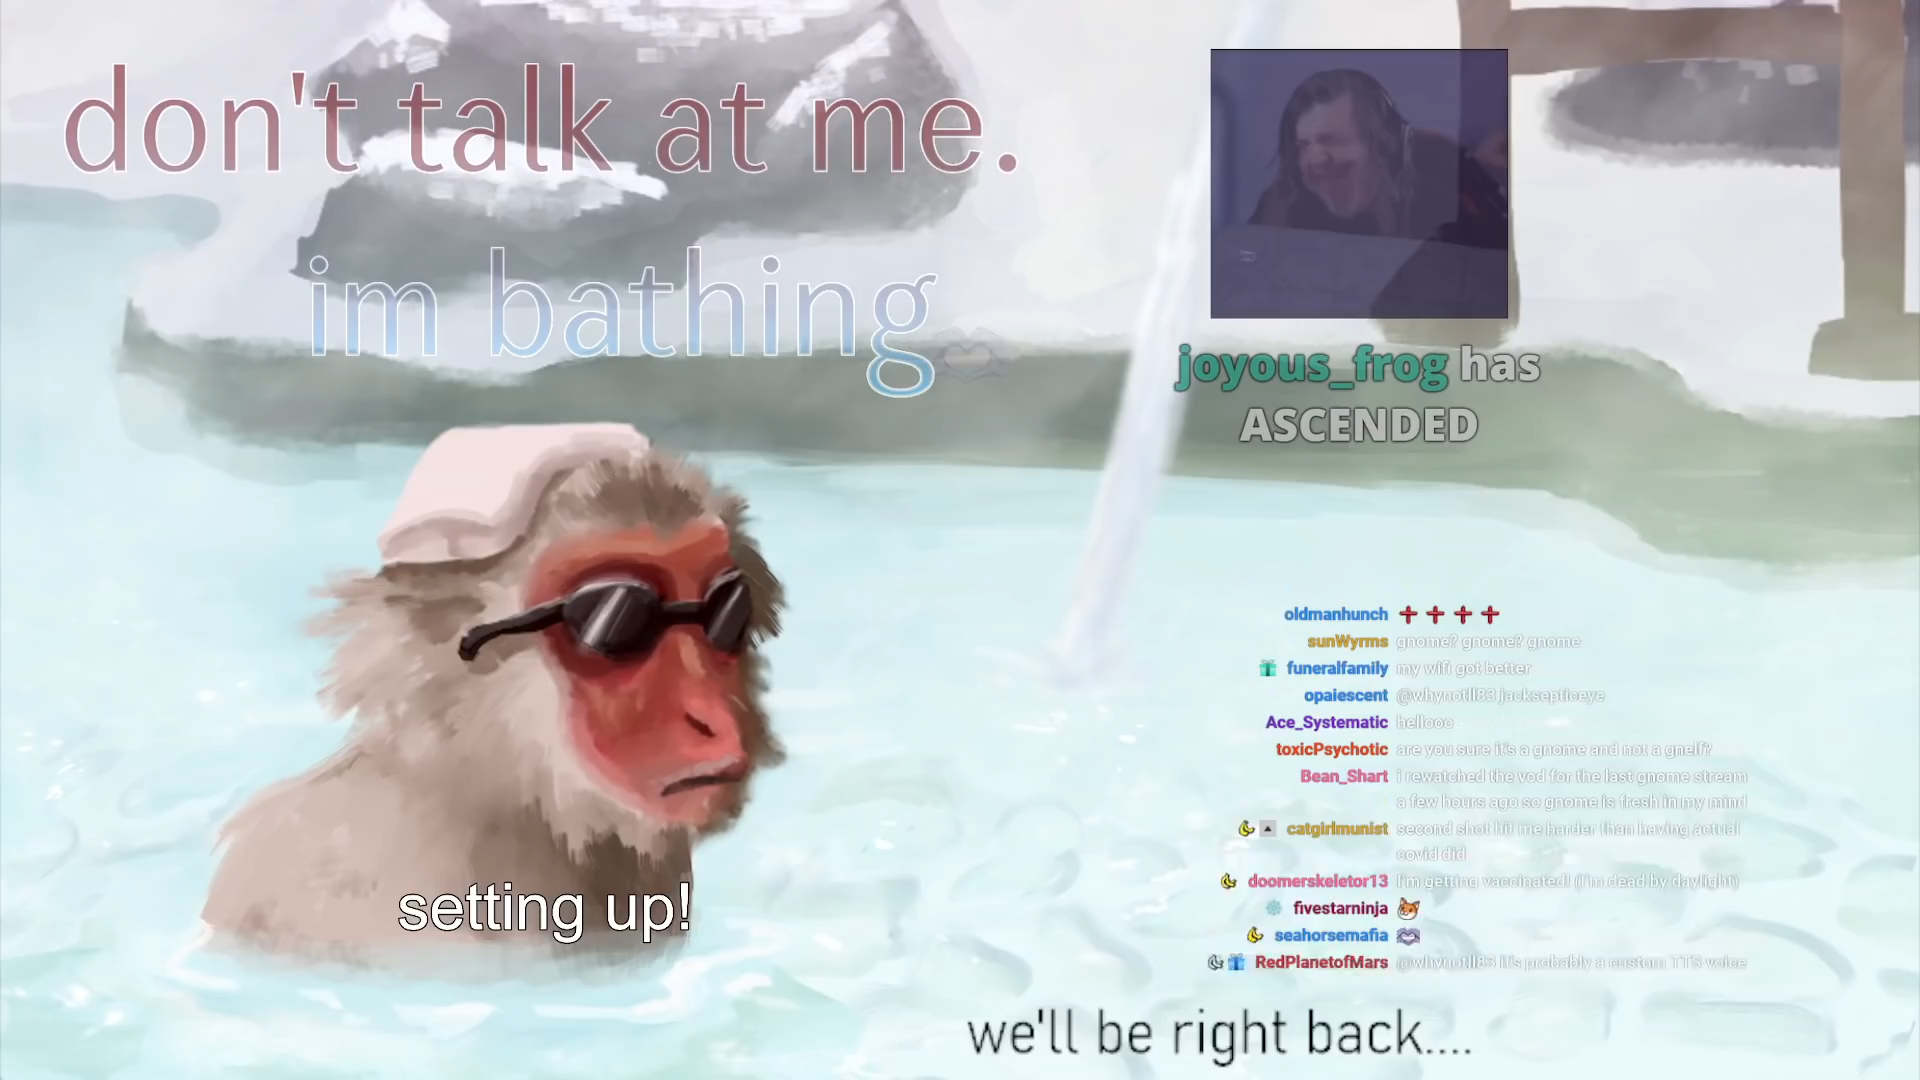 don't talk at me.
im bathing
joyous_frog has
ASCENDED
oldmanhunch
sunWyrms gnome? gnome? gnome
funeralfamily my wifi got better
opaiescent @whynotll83 jacksepticeye
Ace_Systematic hellooo
toxicPsychotic are you sure it's a gnome and not a gnelf?
Bean_Shart i rewatched the vod for the last gnome stream
a few hours ago so gnome is fresh in my mind
catgirlmunist second shot hit me harder than having actual
covid did
doomerskeletor13 I'm getting vaccinated! (i'm dead by daylight)
fivestarninja
seahorsemafia
RedPlanetofMars @whynotll83 It's probably a custom TTS voice
setting up!
we'll be right back....